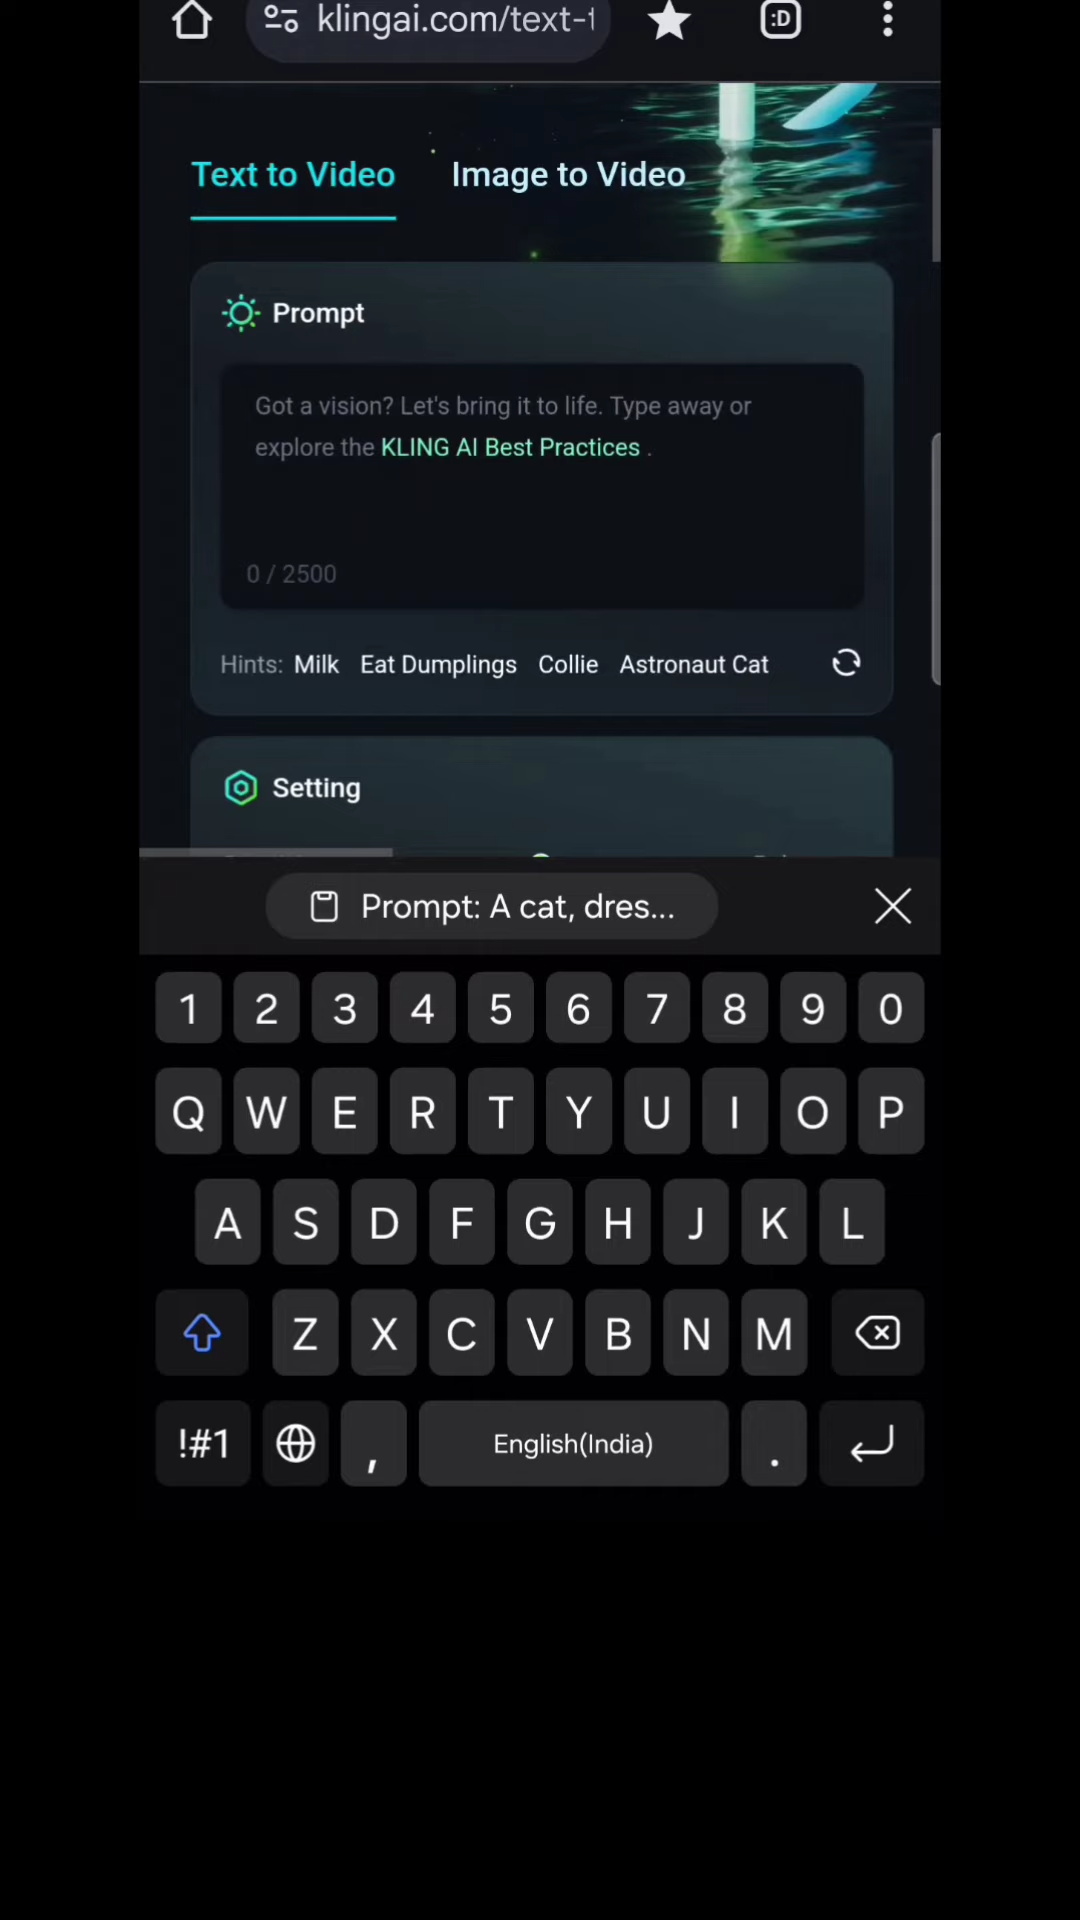 klingai.com/text-t
:D
Text to Video
Image to Video
Prompt
Got a vision? Let's bring it to life. Type away or
explore the KLING AI Best Practices .
0 / 2500
Hints: Milk Eat Dumplings Collie Astronaut Cat
Setting
Prompt: A cat, dres...
1 2 3 4 5 6 7 8 9 0
Q W E R T Y U I O P
A S D F G H J K L
Z X C V B N M
!#1 , English(India) .